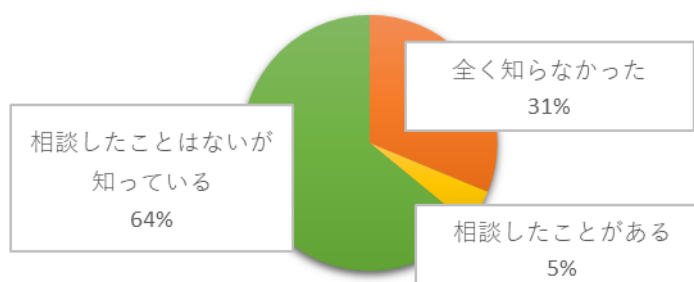 全く知らなかった
31%
相談したことはないが
知っている
64%
相談したことがある
5%